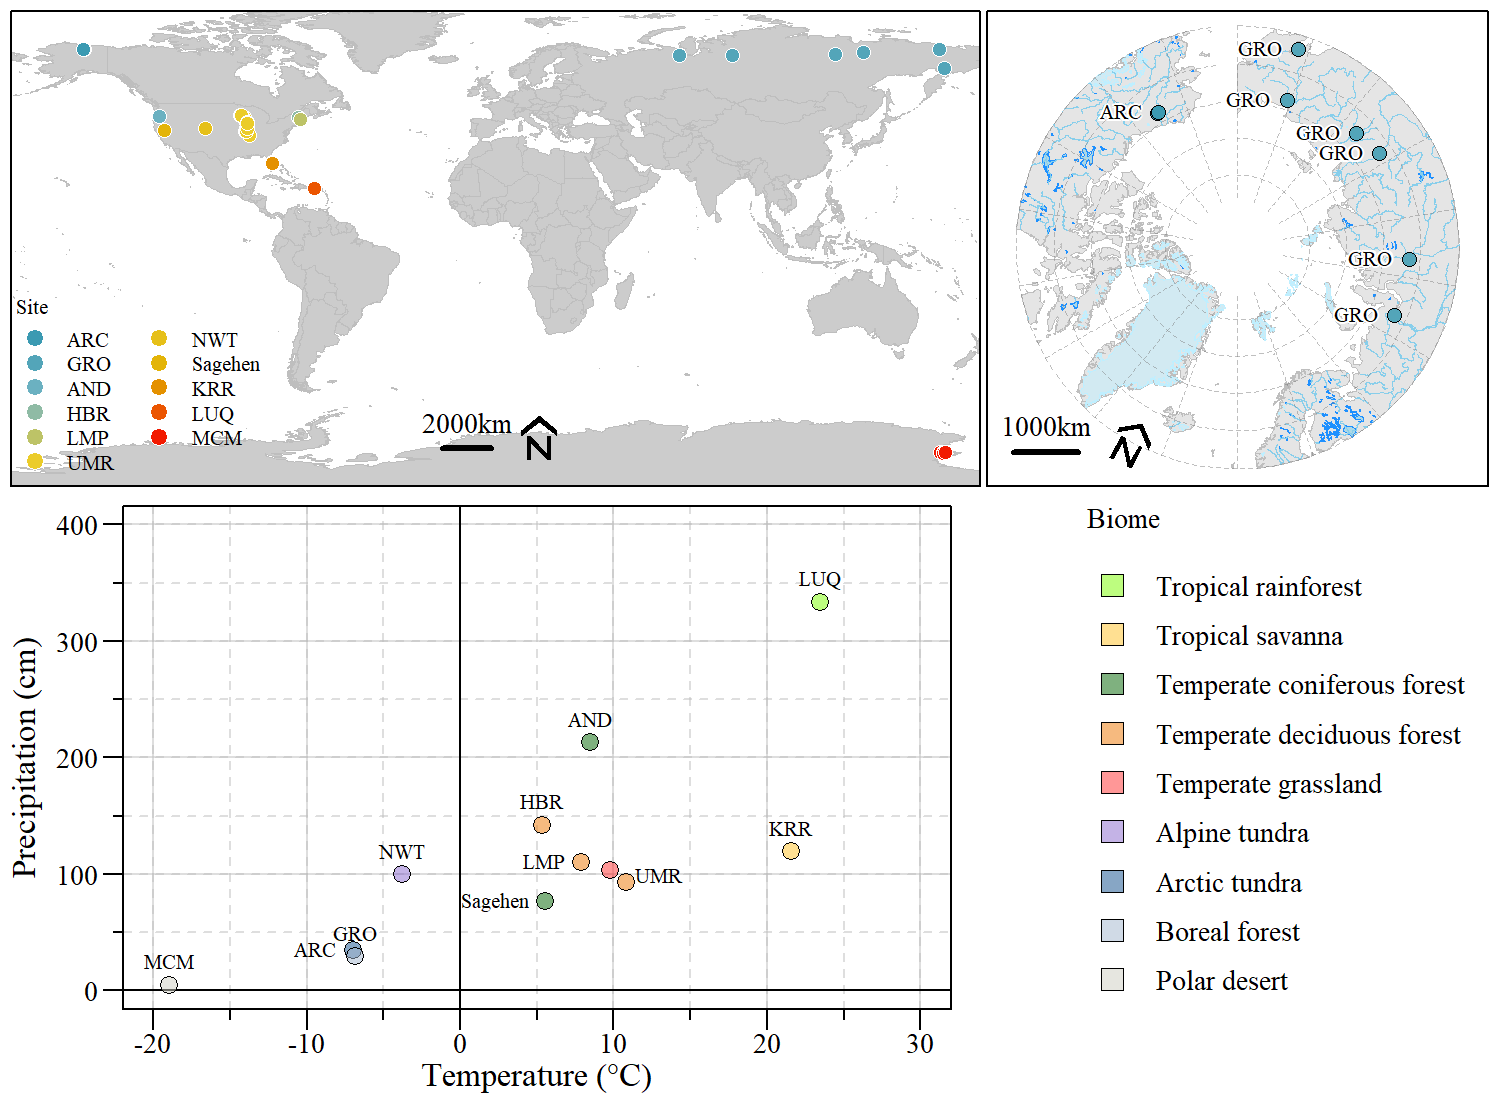 Site
ARC
GRO
AND
HBR
LMP
UMR
NWT
Sagehen
KRR
LUQ
MCM
2000km
N
GRO
GRO
ARC
GRO
GRO
GRO
GRO
1000km
N
Precipitation (cm)
400
300
200
100
0
LUQ
AND
HBR
KRR
NWT
LMP
UMR
Sagehen
GRO
ARC
MCM
-20
-10
0
10
20
30
Temperature (°C)
Biome
Tropical rainforest
Tropical savanna
Temperate coniferous forest
Temperate deciduous forest
Temperate grassland
Alpine tundra
Arctic tundra
Boreal forest
Polar desert